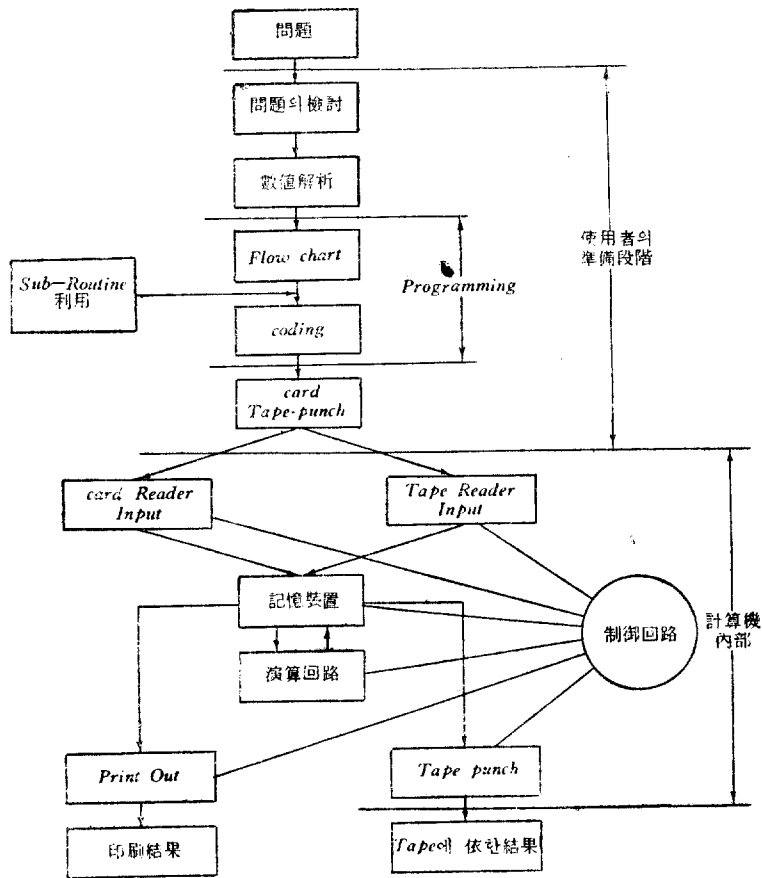 問題
問題의檢討
數値解析
Flow chart
Sub-Routine
利用
coding
Programming
使用者의
準備段階
card
Tape-punch
card Reader
Input
Tape Reader
Input
記憶裝置
演算回路
制御回路
計算機
內部
Print Out
Tape punch
印刷結果
Tape에 依한結果